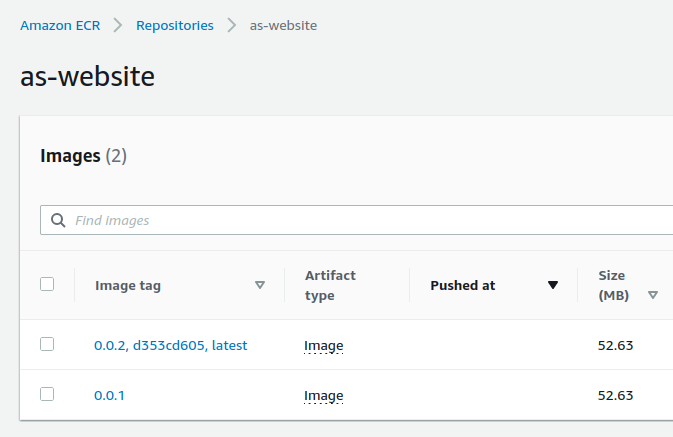 Amazon ECR > Repositories > as-website
as-website
Images (2)
Find images
Image tag Artifact type Pushed at Size (MB)
0.0.2, d353cd605, latest Image 52.63
0.0.1 Image 52.63